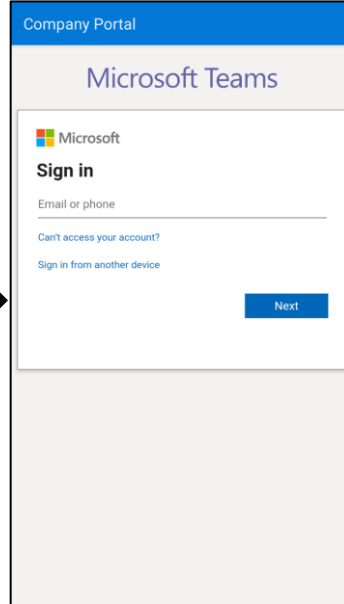 Company Portal
Microsoft Teams
Microsoft
Sign in
Email or phone
Can't access your account?
Sign in from another device
Next